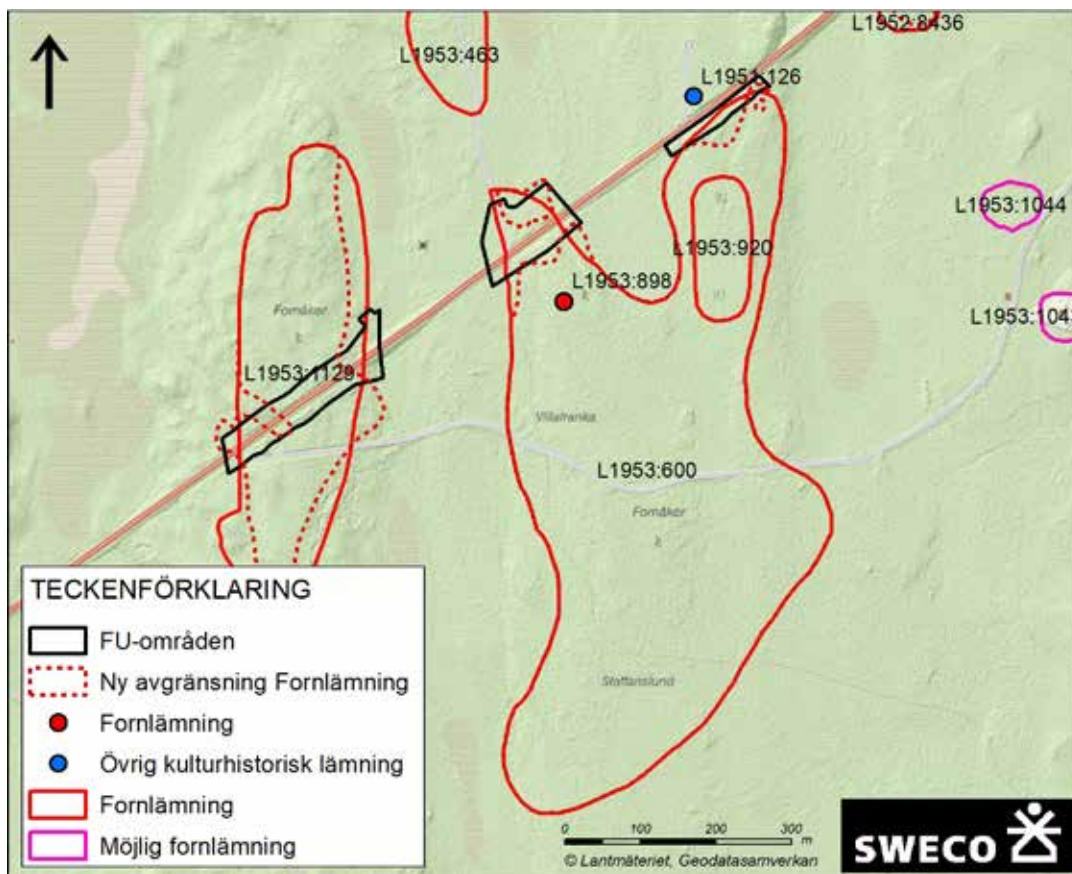 L1952:8436
L1953:463
L1951:126
L1953:1044
L1953:920
L1953:898
L1953:104
Fornåker
R
L1953:1129
Villafranka
L1953:600
Fornåker
R
Staffanslund
TECKENFÖRKLARING
FU-områden
Ny avgränsning Fornlämning
Fornlämning
Övrig kulturhistorisk lämning
Fornlämning
Möjlig fornlämning
0 100 200 300
m
© Lantmäteriet, Geodatasamverkan
SWECO